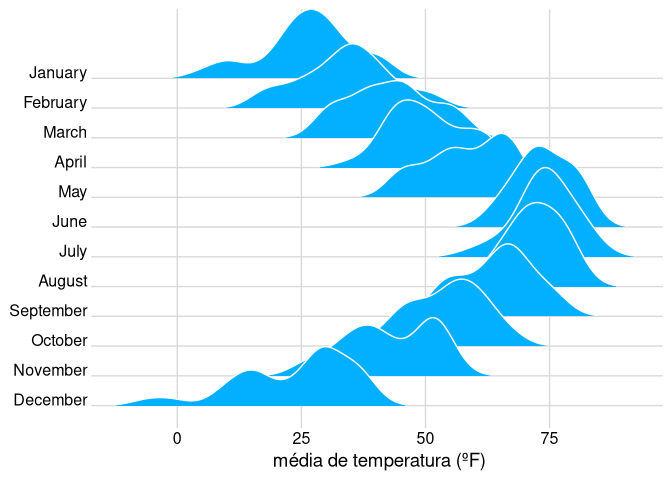 January
February
March
April
May
June
July
August
September
October
November
December
0 25 50 75
média de temperatura (ºF)